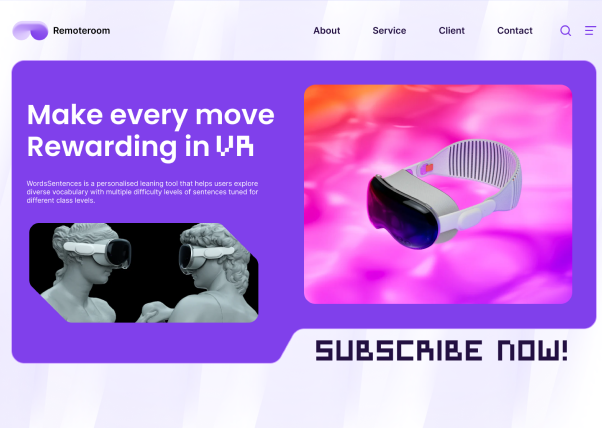 Remoteroom
About Service Client Contact
Make every move
Rewarding in VR
WordsSentences is a personalised leaning tool that helps users explore
diverse vocabulary with multiple difficulty levels of sentences tuned for
different class levels.
SUBSCRIBE NOW!